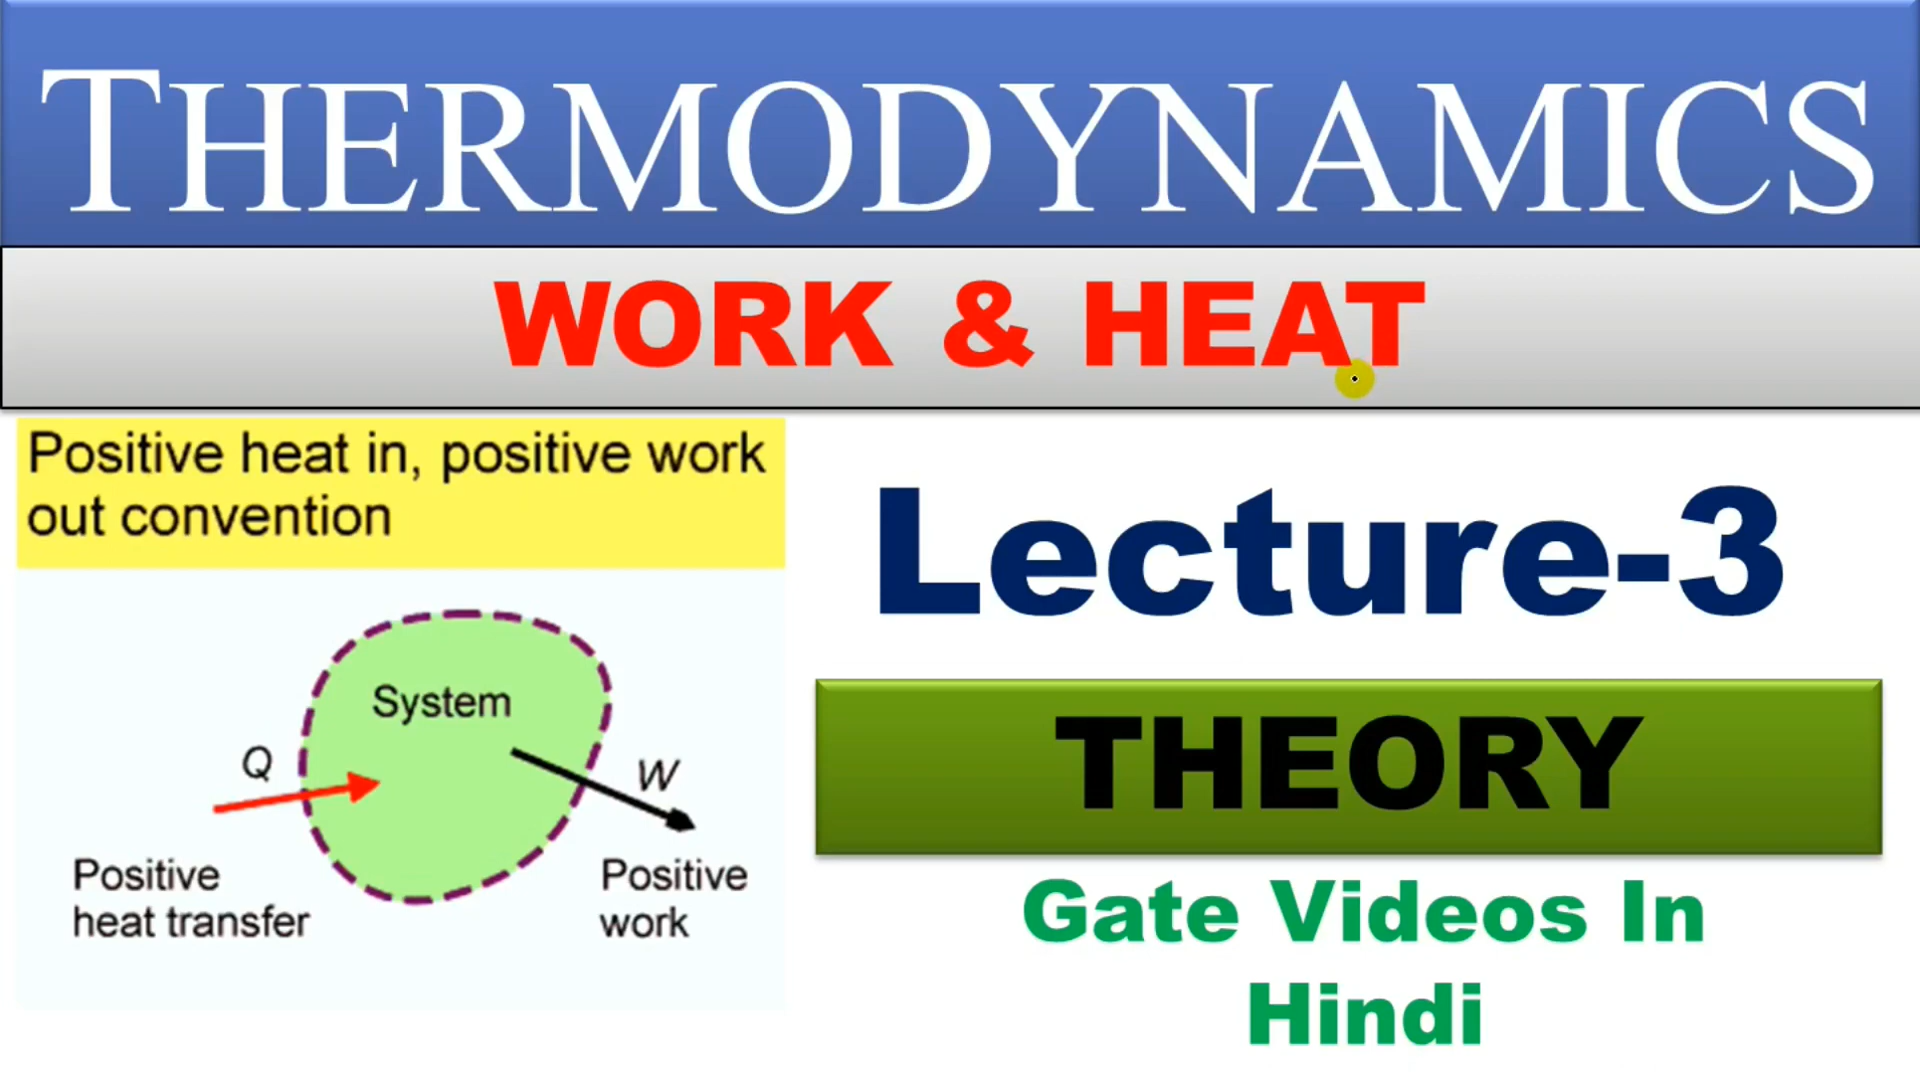 THERMODYNAMICS
WORK & HEAT
Positive heat in, positive work
out convention
System
Q
W
Positive
heat transfer
Positive
work
Lecture-3
THEORY
Gate Videos In
Hindi